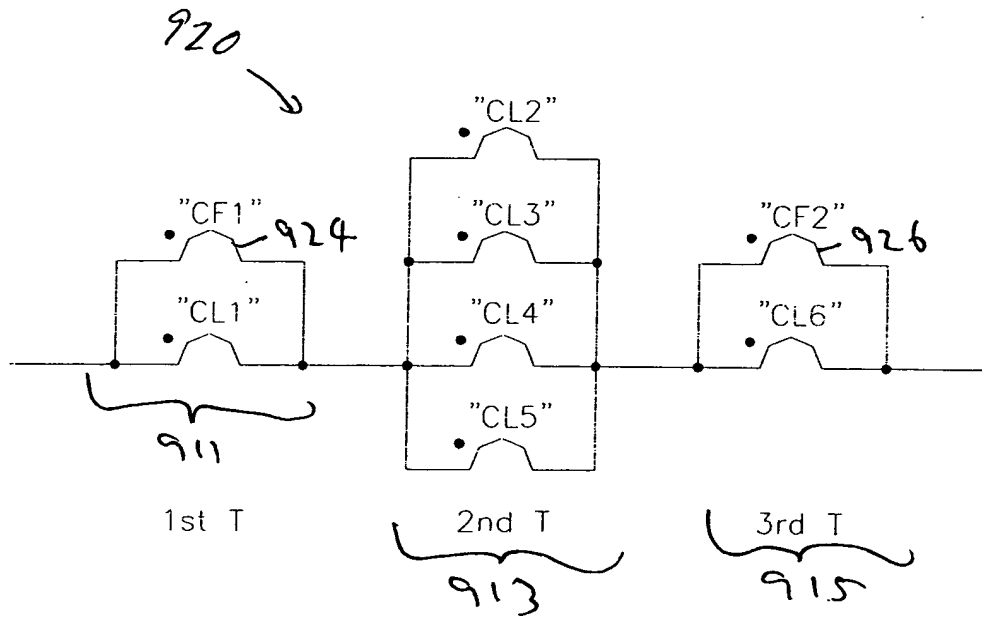 920
"CL2"
"CF1" 924
"CL3"
"CF2" 926
"CL1"
"CL4"
"CL6"
"CL5"
911
1st T
2nd T
3rd T
913
915